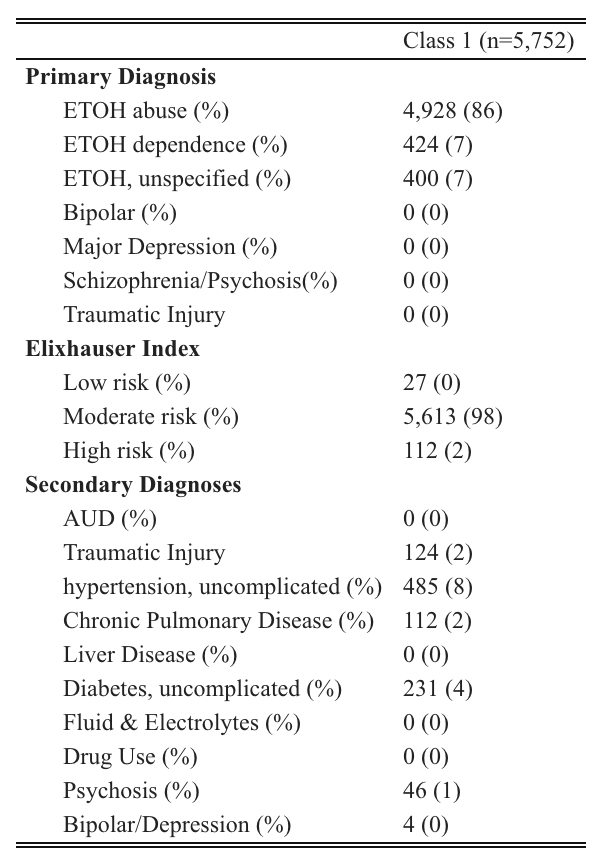 Class 1 (n=5,752)
Primary Diagnosis
ETOH abuse (%) 4,928 (86)
ETOH dependence (%) 424 (7)
ETOH, unspecified (%) 400 (7)
Bipolar (%) 0 (0)
Major Depression (%) 0 (0)
Schizophrenia/Psychosis(%) 0 (0)
Traumatic Injury 0 (0)
Elixhauser Index
Low risk (%) 27 (0)
Moderate risk (%) 5,613 (98)
High risk (%) 112 (2)
Secondary Diagnoses
AUD (%) 0 (0)
Traumatic Injury 124 (2)
hypertension, uncomplicated (%) 485 (8)
Chronic Pulmonary Disease (%) 112 (2)
Liver Disease (%) 0 (0)
Diabetes, uncomplicated (%) 231 (4)
Fluid & Electrolytes (%) 0 (0)
Drug Use (%) 0 (0)
Psychosis (%) 46 (1)
Bipolar/Depression (%) 4 (0)